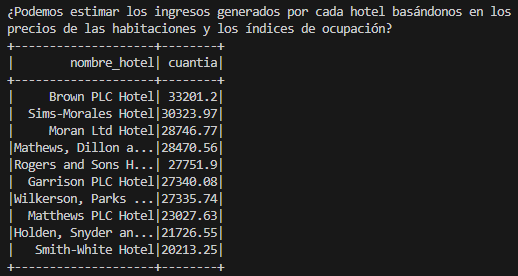 ¿Podemos estimar los ingresos generados por cada hotel basándonos en los
precios de las habitaciones y los índices de ocupación?
+--------------------+--------+
|        nombre_hotel| cuantia|
+--------------------+--------+
|     Brown PLC Hotel| 33201.2|
|  Sims-Morales Hotel|30323.97|
|     Moran Ltd Hotel|28746.77|
|Mathews, Dillon a...|28470.56|
|Rogers and Sons H...| 27751.9|
|  Garrison PLC Hotel|27340.08|
|Wilkerson, Parks ...|27335.74|
|  Matthews PLC Hotel|23027.63|
|Holden, Snyder an...|21726.55|
|   Smith-White Hotel|20213.25|
+--------------------+--------+